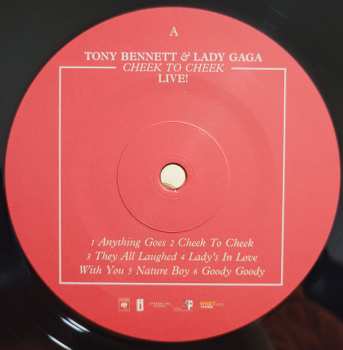 A
TONY BENNETT & LADY GAGA
CHEEK TO CHEEK
LIVE!
1 Anything Goes 2 Cheek To Cheek
3 They All Laughed 4 Lady's In Love
With You 5 Nature Boy 6 Goody Goody